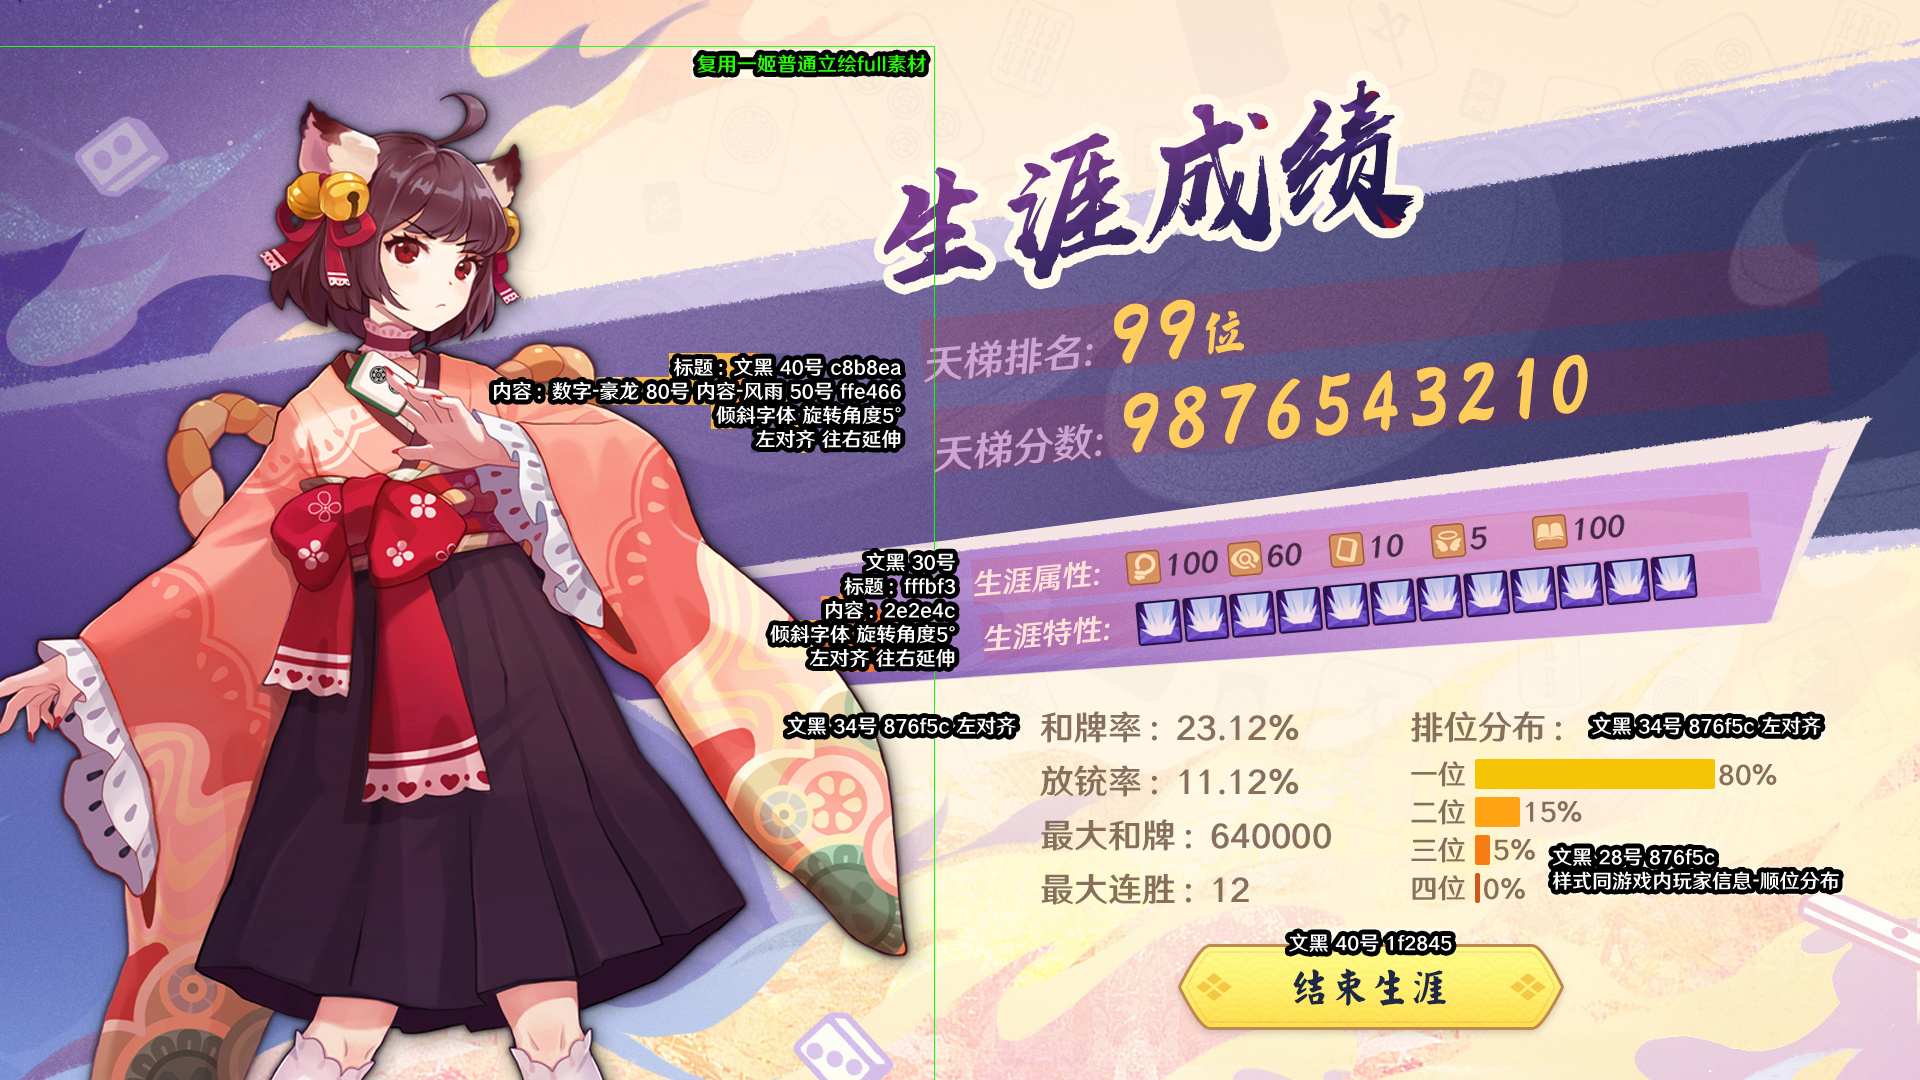 复用一姬普通立绘full素材
生涯成绩
天梯排名: 99位
标题：文黑 40号 c8b8ea
内容：数字-豪龙 80号 内容-风雨 50号 ffe466
倾斜字体 旋转角度5°
左对齐 往右延伸
天梯分数: 9876543210
文黑 30号
标题：fffbf3
内容：2e2e4c
倾斜字体 旋转角度5°
左对齐 往右延伸
生涯属性: 100 60 10 5 100
生涯特性:
文黑 34号 876f5c 左对齐
和牌率：23.12%
放铳率：11.12%
最大和牌：640000
最大连胜：12
排位分布：
文黑 34号 876f5c 左对齐
一位 80%
二位 15%
三位 5%
四位 0%
文黑 28号 876f5c
样式同游戏内玩家信息-顺位分布
文黑 40号 1f2845
结束生涯